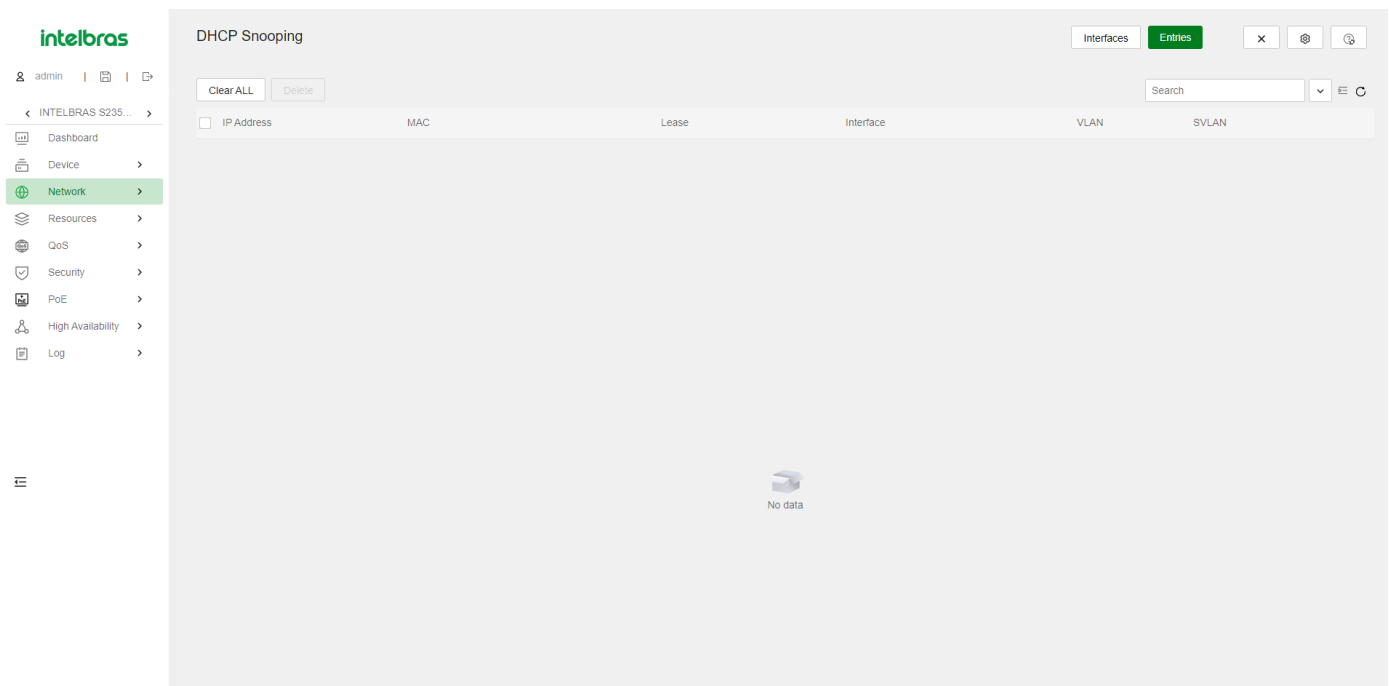 intelbras
DHCP Snooping
Interfaces
Entries
admin | |
INTELBRAS S235...
Clear ALL
Delete
Search
IP Address MAC Lease Interface VLAN SVLAN
Dashboard
Device
Network
Resources
QoS
Security
PoE
High Availability
Log
No data